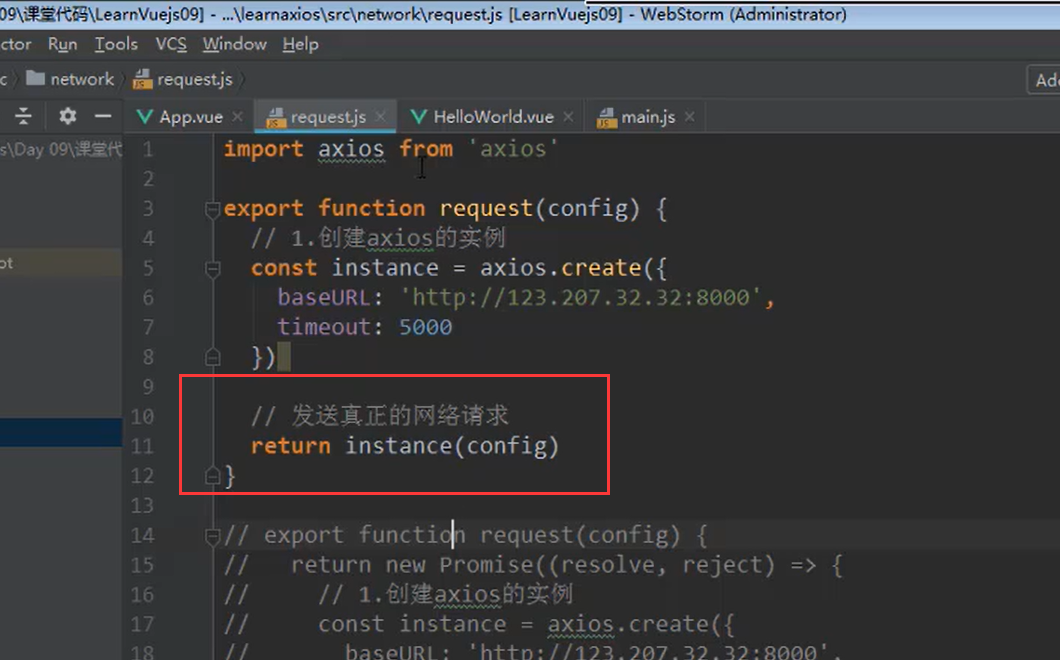 09\课堂代码\LearnVuejs09] - ...\learnaxios\src\network\request.js [LearnVuejs09] - WebStorm (Administrator)
ctor Run Tools VCS Window Help
c network request.js Ad
App.vue request.js HelloWorld.vue main.js
s\Day 09\课堂代
ot
1 import axios from 'axios'
2
3 export function request(config) {
4 // 1.创建axios的实例
5 const instance = axios.create({
6 baseURL: 'http://123.207.32.32:8000',
7 timeout: 5000
8 })
9
10 // 发送真正的网络请求
11 return instance(config)
12 }
13
14 // export function request(config) {
15 // return new Promise((resolve, reject) => {
16 // // 1.创建axios的实例
17 // const instance = axios.create({
18 // baseURL: 'http://123.207.32.32:8000',